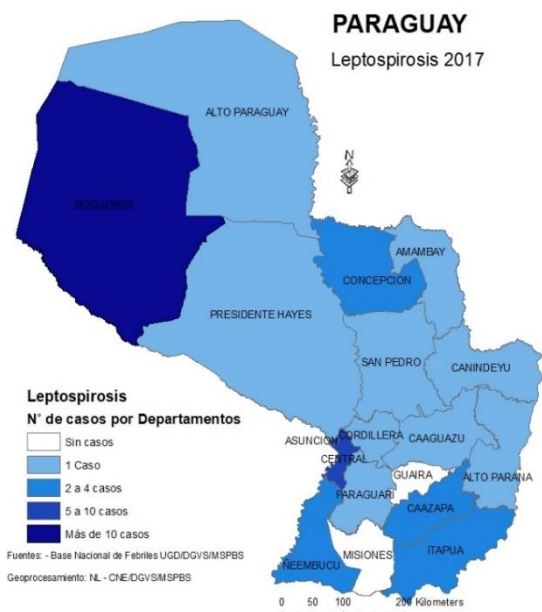 PARAGUAY
Leptospirosis 2017
N
ALTO PARAGUAY
BOQUERON
AMAMBAY
CONCEPCION
PRESIDENTE HAYES
SAN PEDRO
CANINDEYU
Leptospirosis
N° de casos por Departamentos
Sin casos
1 Caso
2 a 4 casos
5 a 10 casos
Más de 10 casos
ASUNCION
CORDILLERA
CAAGUAZU
CENTRAL
GUAIRA
ALTO PARANA
PARAGUARI
CAAZAPA
ÑEEMBUCU
MISIONES
ITAPUA
Fuentes: - Base Nacional de Febriles UGD/DGVS/MSPBS
Geoprocesamiento: NL - CNE/DGVS/MSPBS
0 50 100 200 Kilometers